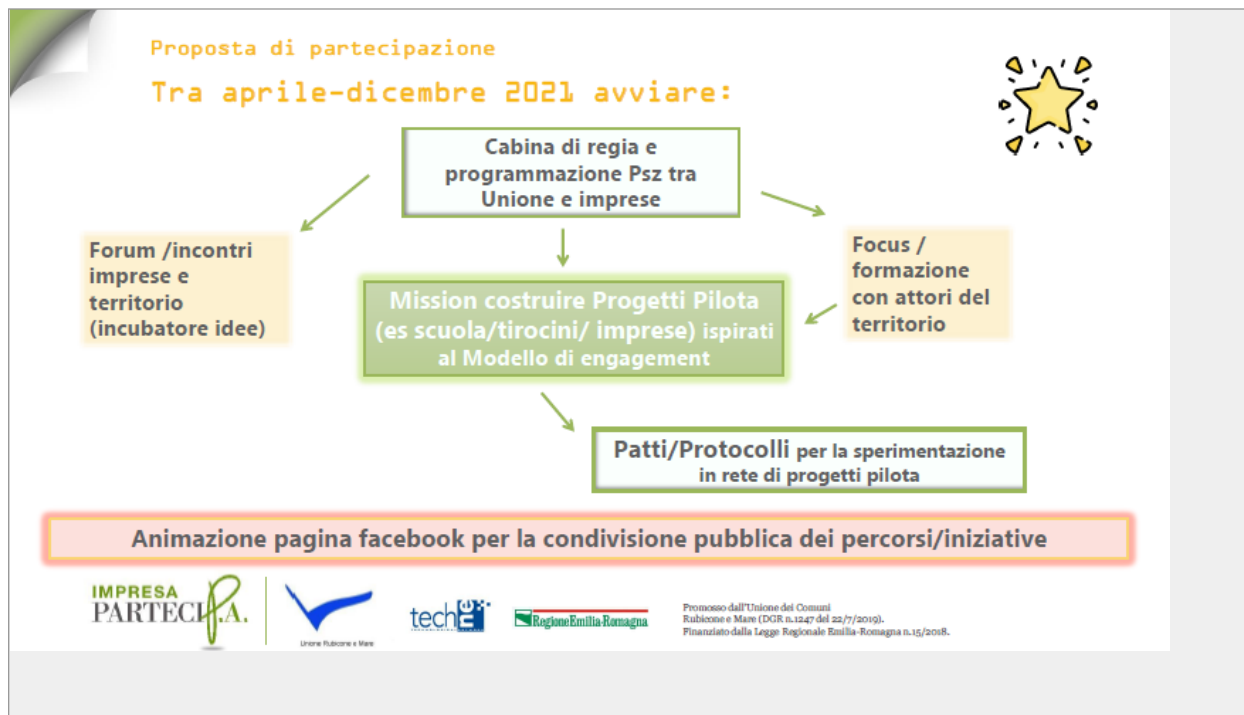 Proposta di partecipazione
Tra aprile-dicembre 2021 avviare:
Cabina di regia e
programmazione Psz tra
Unione e imprese
Forum /incontri
imprese e
territorio
(incubatore idee)
Mission costruire Progetti Pilota
(es scuola/tirocini/ imprese) ispirati
al Modello di engagement
Focus /
formazione
con attori del
territorio
Patti/Protocolli per la sperimentazione
in rete di progetti pilota
Animazione pagina facebook per la condivisione pubblica dei percorsi/iniziative
IMPRESA
PARTECIP.A.
Unione Rubicone e Mare
techne
RegioneEmilia-Romagna
Promosso dall'Unione dei Comuni
Rubicone e Mare (DGR n.1247 del 22/7/2019).
Finanziato dalla Legge Regionale Emilia-Romagna n.15/2018.